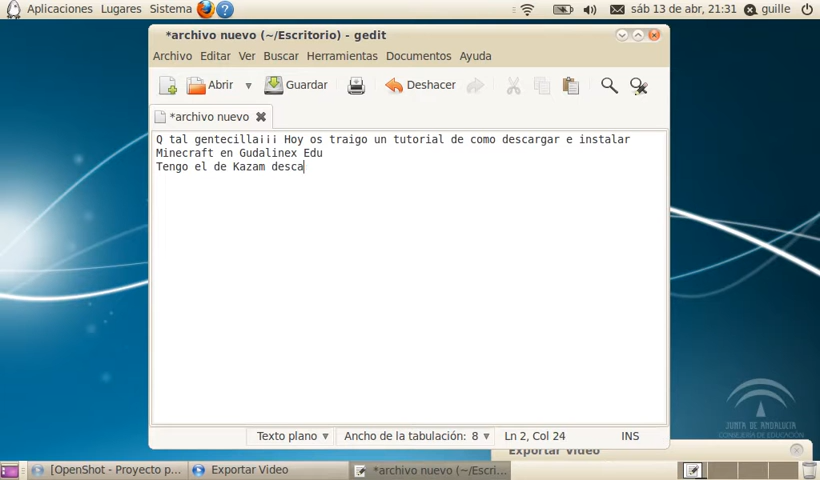 Aplicaciones Lugares Sistema sáb 13 de abr, 21:31 guille
*archivo nuevo (~/Escritorio) - gedit
Archivo Editar Ver Buscar Herramientas Documentos Ayuda
Abrir Guardar Deshacer
*archivo nuevo
Q tal gentecilla¡¡¡ Hoy os traigo un tutorial de como descargar e instalar
Minecraft en Gudalinex Edu
Tengo el de Kazam desca
JUNTA DE ANDALUCIA
CONSEJERÍA DE EDUCACIÓN
Texto plano Ancho de la tabulación: 8 Ln 2, Col 24 INS
Exportar Video
[OpenShot - Proyecto p... Exportar Video *archivo nuevo (~/Escri...